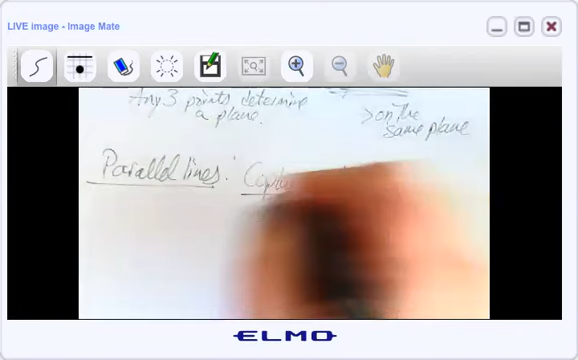 LIVE image - Image Mate
Any 3 points determine
a plane.
> on the
same plane
Parallel lines:
ELMO